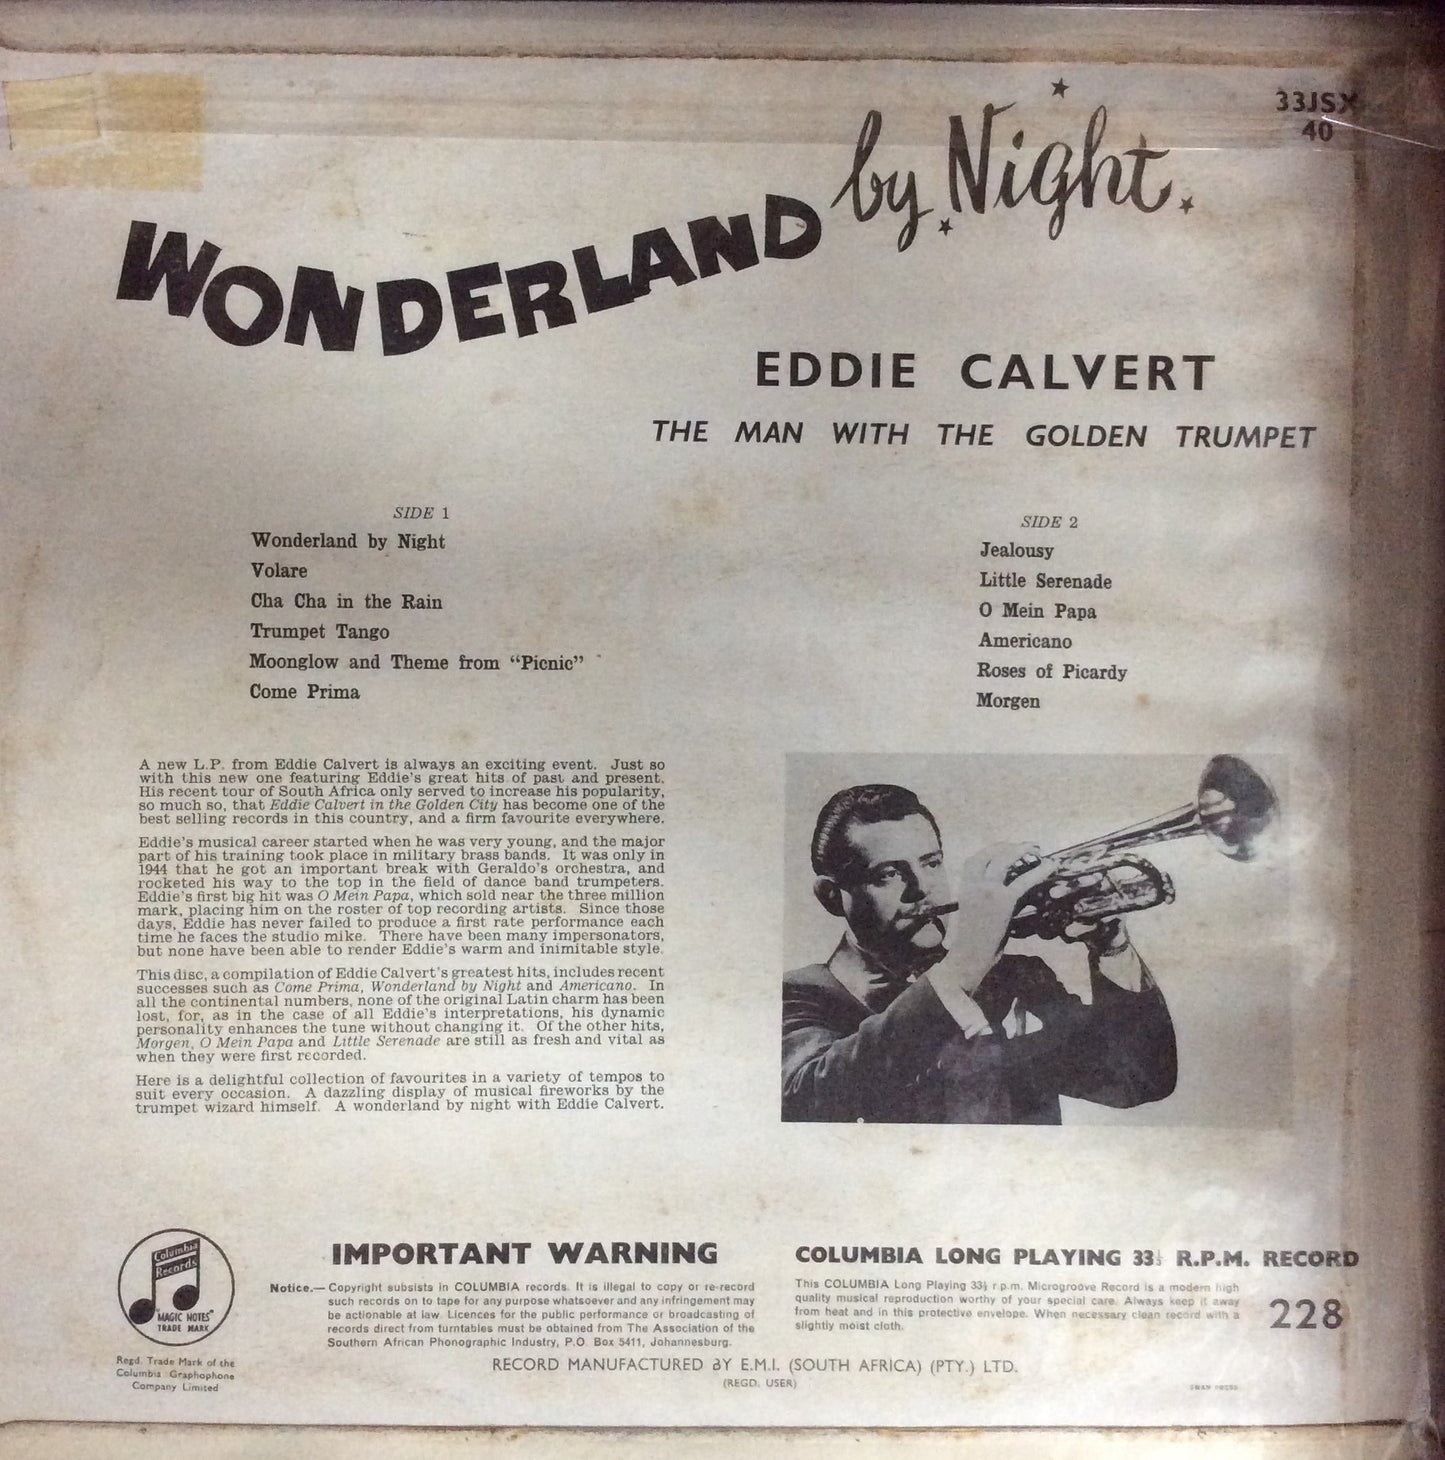 33JSX
40
WONDERLAND by Night
EDDIE CALVERT
THE MAN WITH THE GOLDEN TRUMPET
SIDE 1
Wonderland by Night
Volare
Cha Cha in the Rain
Trumpet Tango
Moonglow and Theme from “Picnic”
Come Prima
SIDE 2
Jealousy
Little Serenade
O Mein Papa
Americano
Roses of Picardy
Morgen
A new L.P. from Eddie Calvert is always an exciting event. Just so
with this new one featuring Eddie's great hits of past and present.
His recent tour of South Africa only served to increase his popularity,
so much so, that Eddie Calvert in the Golden City has become one of the
best selling records in this country, and a firm favourite everywhere.
Eddie's musical career started when he was very young, and the major
part of his training took place in military brass bands. It was only in
1944 that he got an important break with Geraldo's orchestra, and
rocketed his way to the top in the field of dance band trumpeters.
Eddie's first big hit was O Mein Papa, which sold near the three million
mark, placing him on the roster of top recording artists. Since those
days, Eddie has never failed to produce a first rate performance each
time he faces the studio mike. There have been many impersonators,
but none have been able to render Eddie's warm and inimitable style.
This disc, a compilation of Eddie Calvert's greatest hits, includes recent
successes such as Come Prima, Wonderland by Night and Americano. In
all the continental numbers, none of the original Latin charm has been
lost, for, as in the case of all Eddie's interpretations, his dynamic
personality enhances the tune without changing it. Of the other hits,
Morgen, O Mein Papa and Little Serenade are still as fresh and vital as
when they were first recorded.
Here is a delightful collection of favourites in a variety of tempos to
suit every occasion. A dazzling display of musical fireworks by the
trumpet wizard himself. A wonderland by night with Eddie Calvert.
Columbia
Records
"MAGIC NOTES"
TRADE MARK
Regd. Trade Mark of the
Columbia Graphophone
Company Limited
IMPORTANT WARNING
Notice.— Copyright subsists in COLUMBIA records. It is illegal to copy or re-record
such records on to tape for any purpose whatsoever and any infringement may
be actionable at law. Licences for the public performance or broadcasting of
records direct from turntables must be obtained from The Association of the
Southern African Phonographic Industry, P.O. Box 5411, Johannesburg.
COLUMBIA LONG PLAYING 33⅓ R.P.M. RECORD
This COLUMBIA Long Playing 33⅓ r.p.m. Microgroove Record is a modern high
quality musical reproduction worthy of your special care. Always keep it away
from heat and in this protective envelope. When necessary clean record with a
slightly moist cloth.
228
RECORD MANUFACTURED BY E.M.I. (SOUTH AFRICA) (PTY.) LTD.
(REGD. USER)